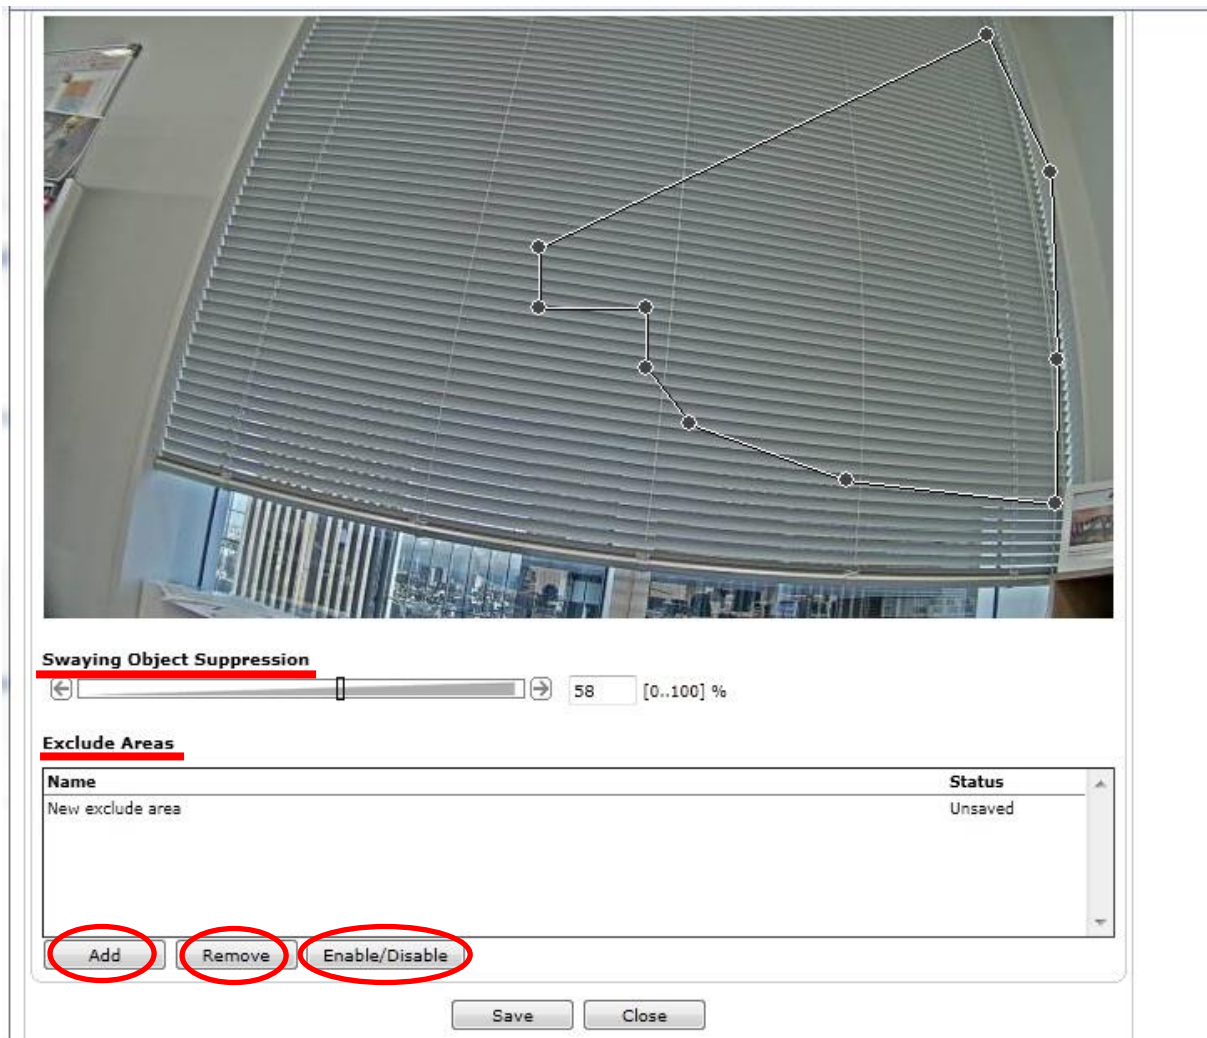 Swaying Object Suppression
58 [0..100] %
Exclude Areas
Name Status
New exclude area Unsaved
Add Remove Enable/Disable
Save Close